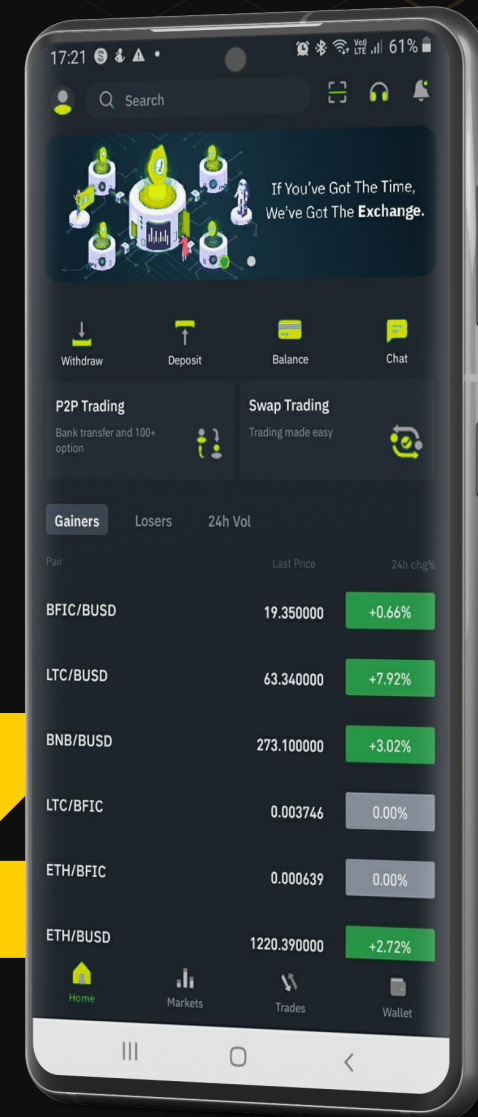 17:21
Vo))
LTE
61%
Search
If You've Got The Time,
We've Got The Exchange.
Withdraw
Deposit
Balance
Chat
P2P Trading
Bank transfer and 100+
option
Swap Trading
Trading made easy
Gainers
Losers
24h Vol
Pair
Last Price
24h chg%
BFIC/BUSD
19.350000
+0.66%
LTC/BUSD
63.340000
+7.92%
BNB/BUSD
273.100000
+3.02%
LTC/BFIC
0.003746
0.00%
ETH/BFIC
0.000639
0.00%
ETH/BUSD
1220.390000
+2.72%
Home
Markets
Trades
Wallet